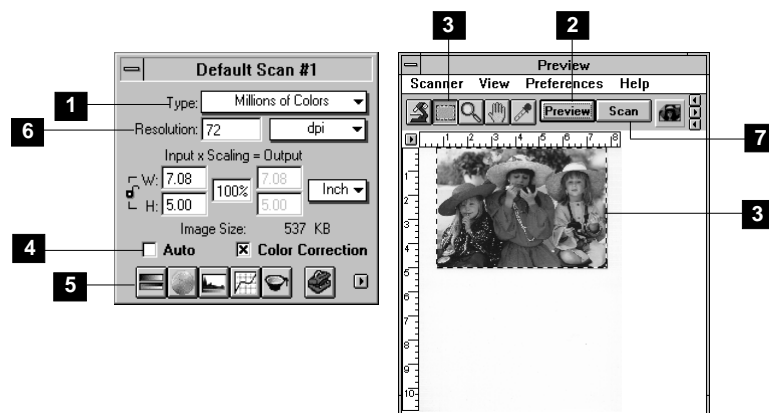 3
2
Default Scan #1
Preview
Scanner View Preferences Help
1
Type: Millions of Colors
6
Resolution: 72 dpi
Preview Scan
7
Input x Scaling = Output
W: 7.08 100% 7.08 Inch
H: 5.00 5.00
Image Size: 537 KB
4
Auto Color Correction
5
1 2 3 4 5 6 7 8
1
2
3
4
5
6
7
8
9
10
3